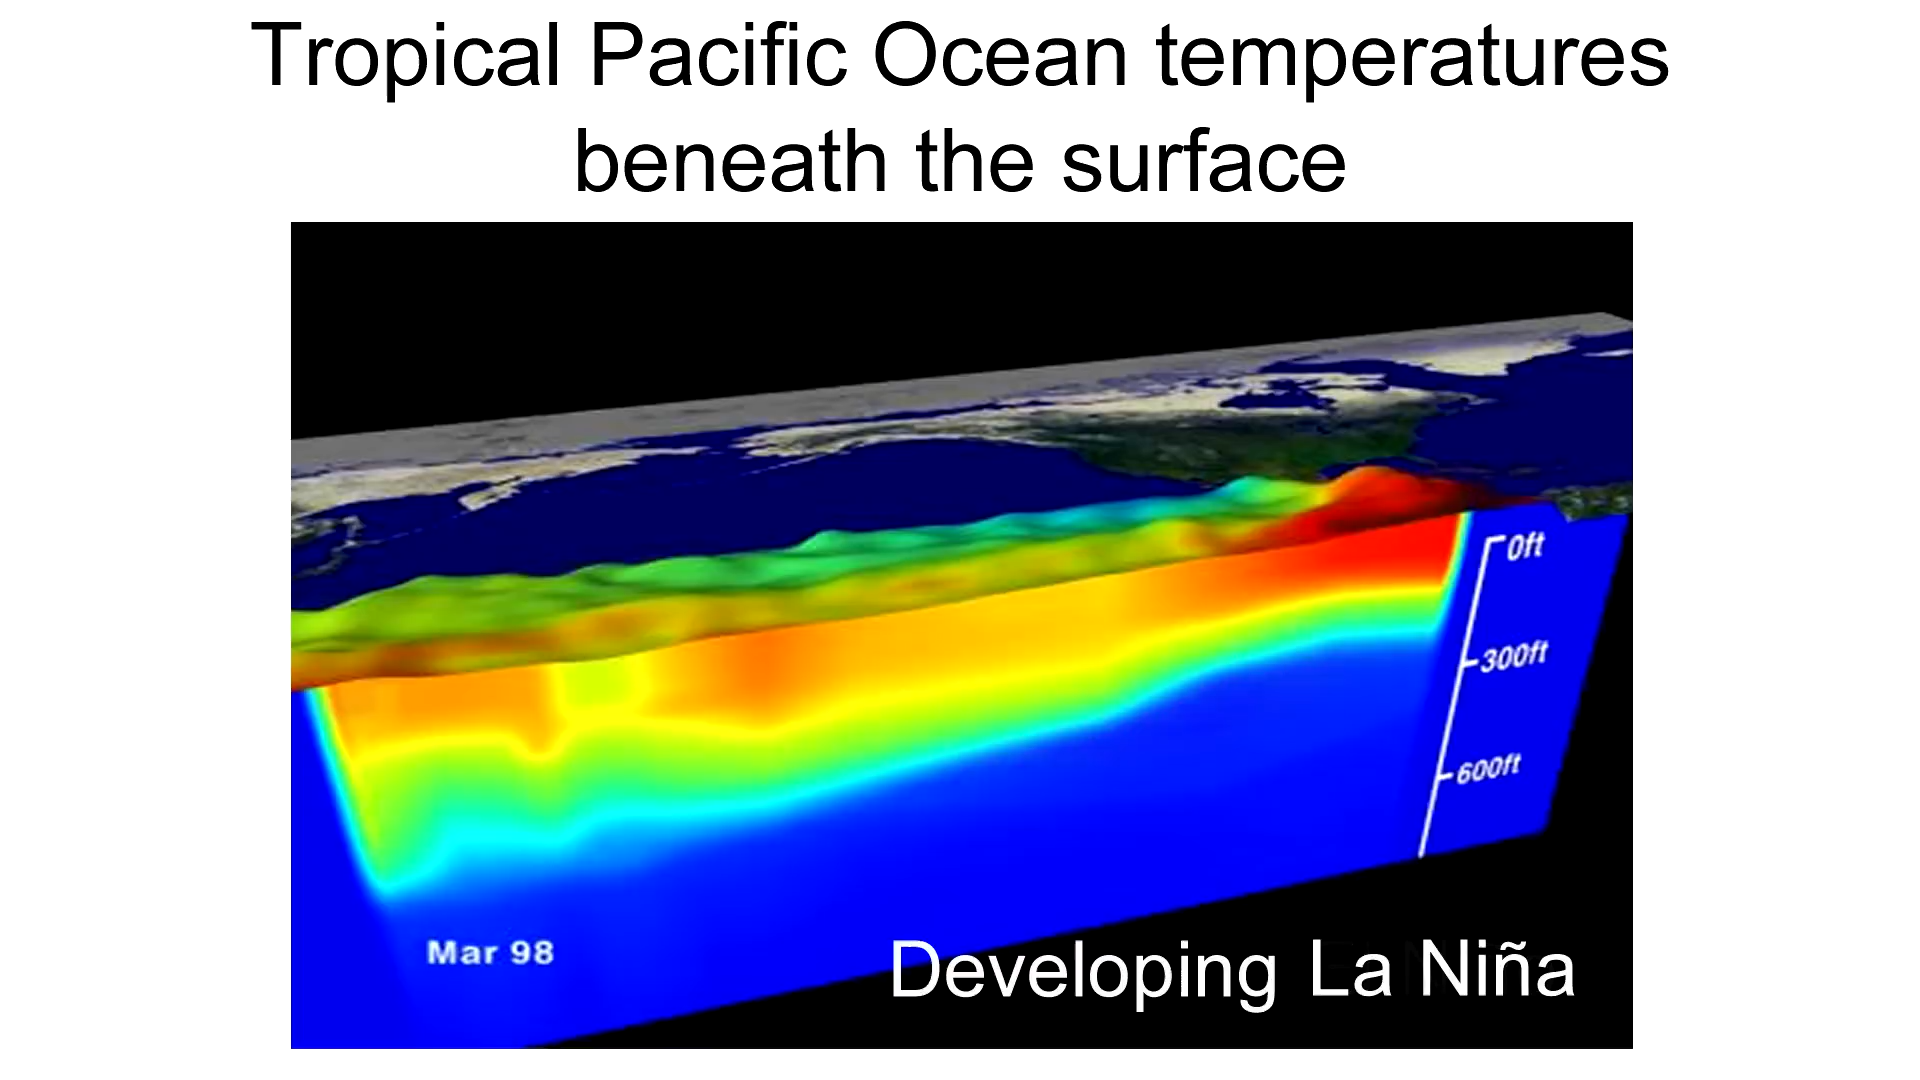 Tropical Pacific Ocean temperatures
beneath the surface
0ft
300ft
600ft
Mar 98
Developing La Niña